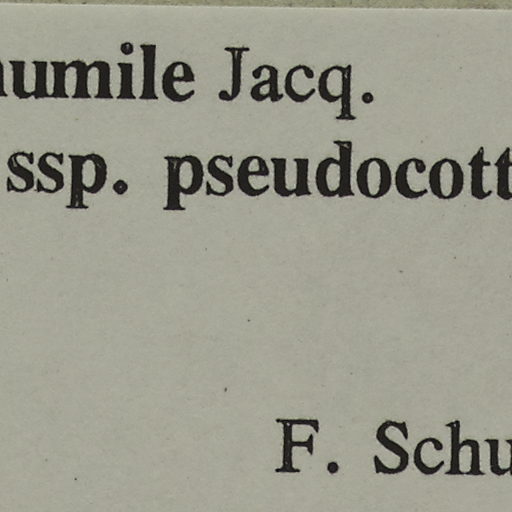 humile Jacq.
ssp. pseudocott
F. Schu